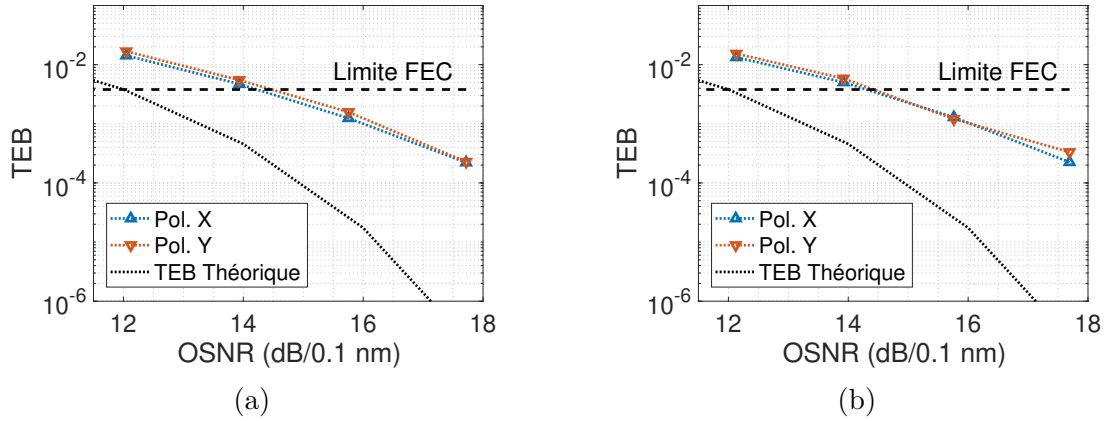 10-2
10-4
10-6
TEB
Limite FEC
Pol. X
Pol. Y
TEB Théorique
12 14 16 18
OSNR (dB/0.1 nm)
(a)
10-2
10-4
10-6
TEB
Limite FEC
Pol. X
Pol. Y
TEB Théorique
12 14 16 18
OSNR (dB/0.1 nm)
(b)